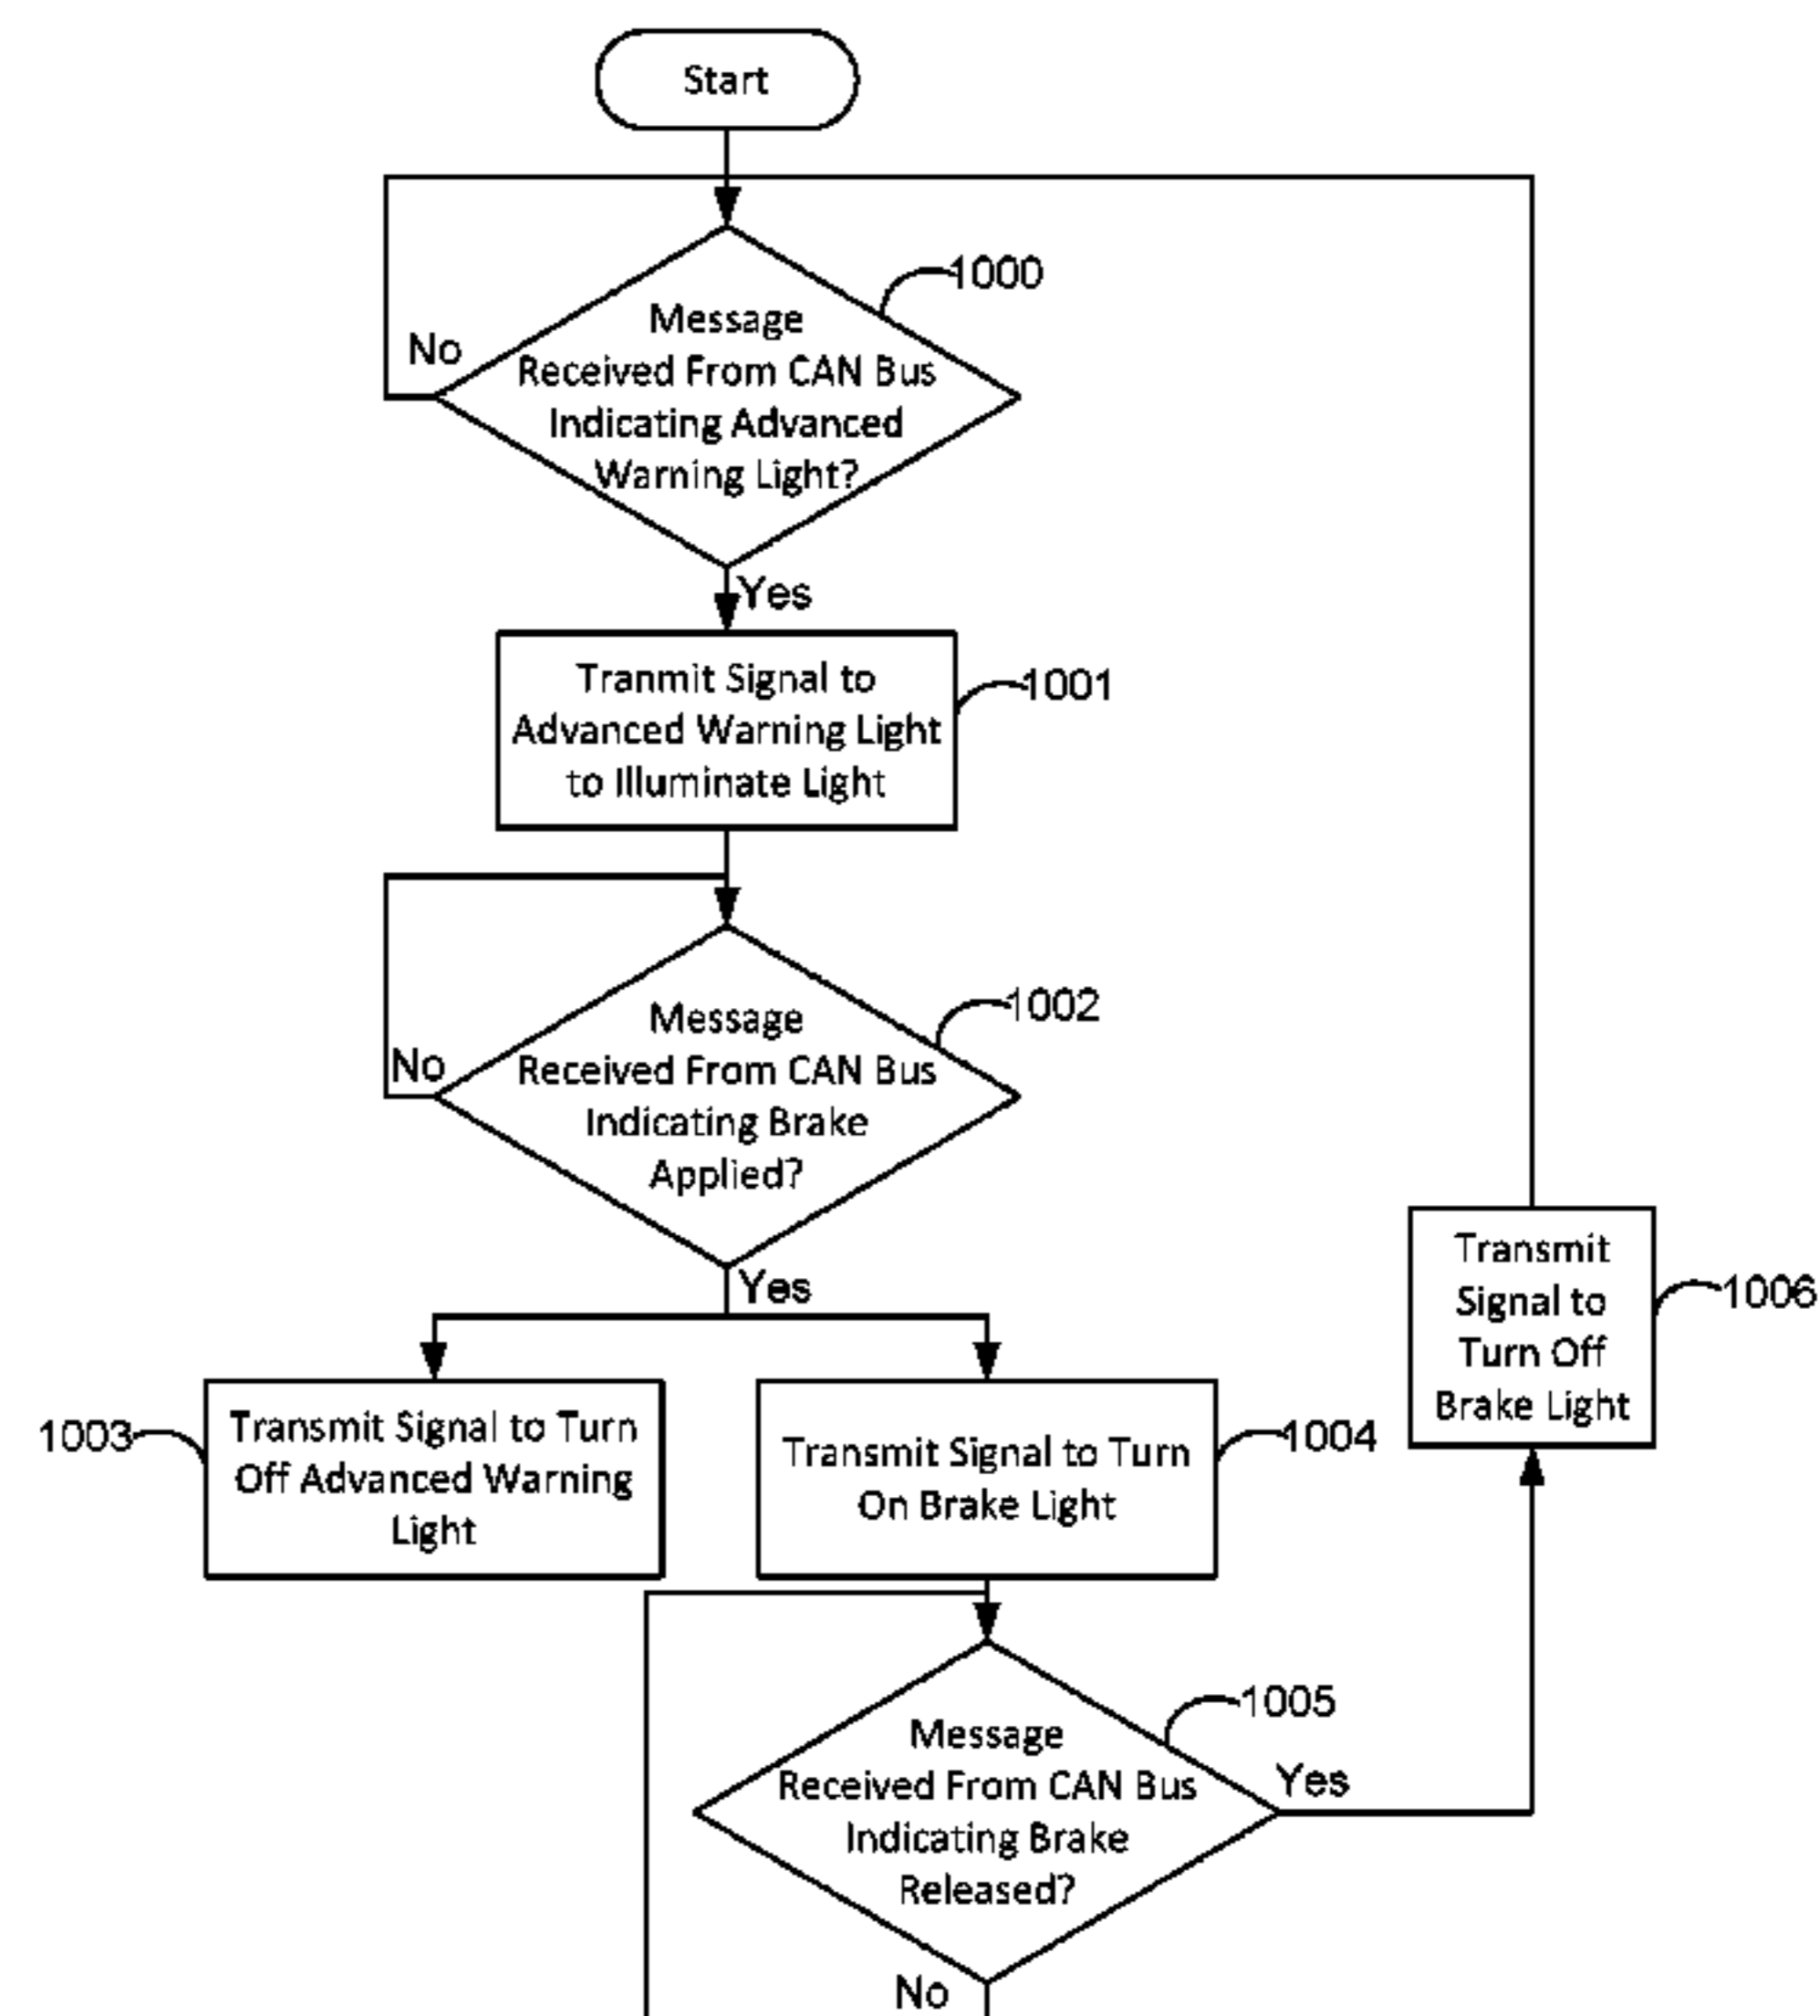 Start
1000
No
Message
Received From CAN Bus
Indicating Advanced
Warning Light?
Yes
Tranmit Signal to
Advanced Warning Light
to Illuminate Light
1001
1002
Message
Received From CAN Bus
Indicating Brake
Applied?
No
Yes
Transmit
Signal to
Turn Off
Brake Light
1006
1003
Transmit Signal to Turn
Off Advanced Warning
Light
Transmit Signal to Turn
On Brake Light
1004
1005
Message
Received From CAN Bus
Indicating Brake
Released?
Yes
No